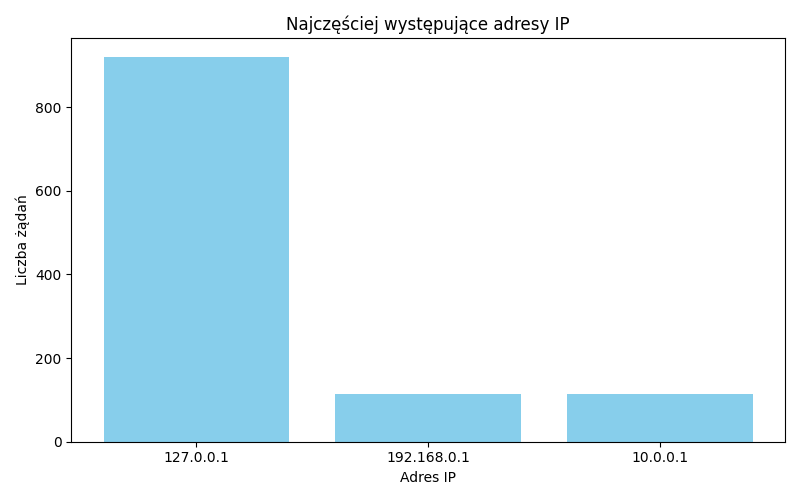 Najczęściej występujące adresy IP
Liczba żądań
800
600
400
200
0
127.0.0.1
192.168.0.1
10.0.0.1
Adres IP